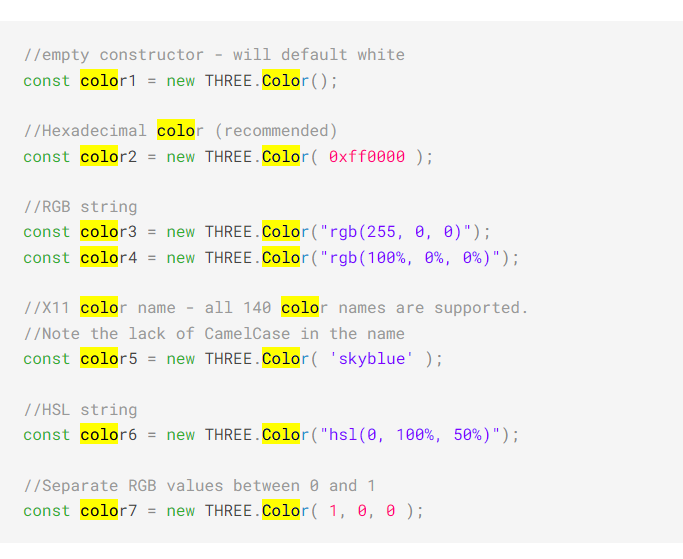 //empty constructor - will default white
const color1 = new THREE.Color();
//Hexadecimal color (recommended)
const color2 = new THREE.Color( 0xff0000 );
//RGB string
const color3 = new THREE.Color("rgb(255, 0, 0)");
const color4 = new THREE.Color("rgb(100%, 0%, 0%)");
//X11 color name - all 140 color names are supported.
//Note the lack of CamelCase in the name
const color5 = new THREE.Color( 'skyblue' );
//HSL string
const color6 = new THREE.Color("hsl(0, 100%, 50%)");
//Separate RGB values between 0 and 1
const color7 = new THREE.Color( 1, 0, 0 );